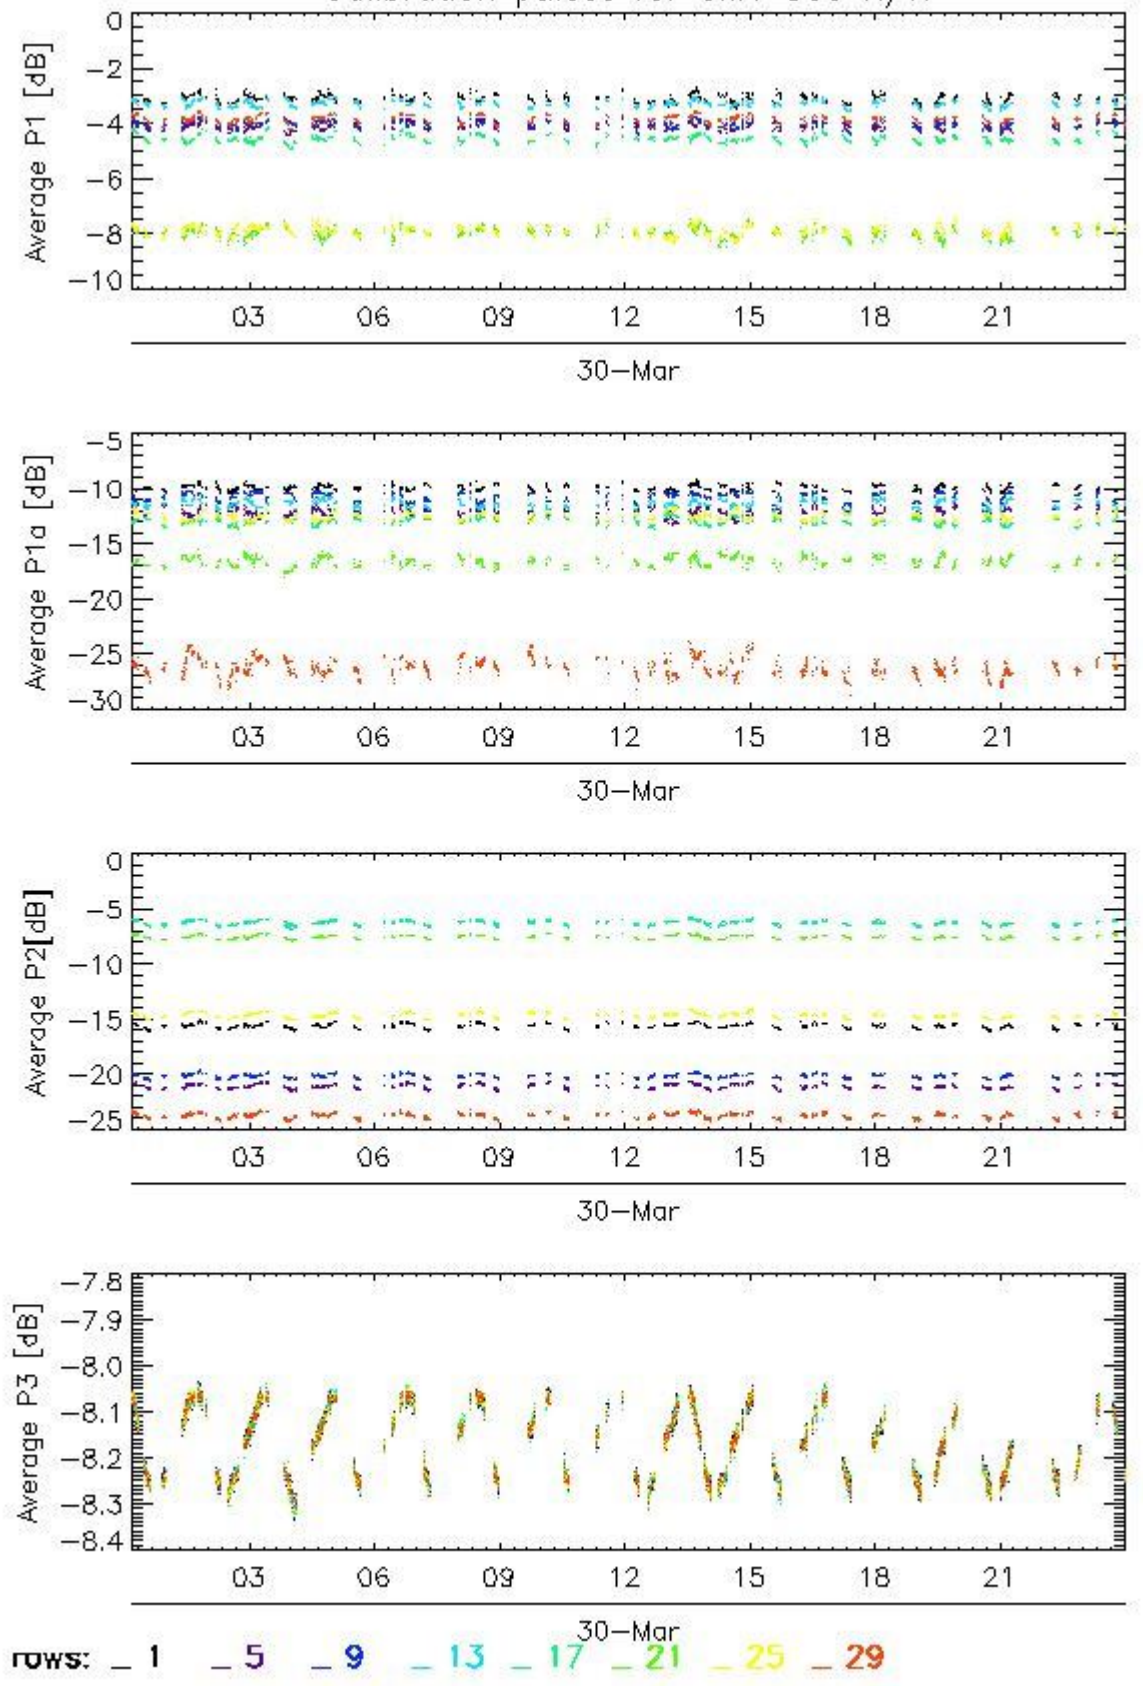 0
Average P1 [dB]
−2
−4
−6
−8
−10
03 06 09 12 15 18 21
30−Mar
−5
Average P1a [dB]
−10
−15
−20
−25
−30
03 06 09 12 15 18 21
30−Mar
0
Average P2[dB]
−5
−10
−15
−20
−25
03 06 09 12 15 18 21
30−Mar
−7.8
Average P3 [dB]
−7.9
−8.0
−8.1
−8.2
−8.3
−8.4
03 06 09 12 15 18 21
30−Mar
rows: _ 1 _ 5 _ 9 _ 13 _ 17 _ 21 _ 25 _ 29